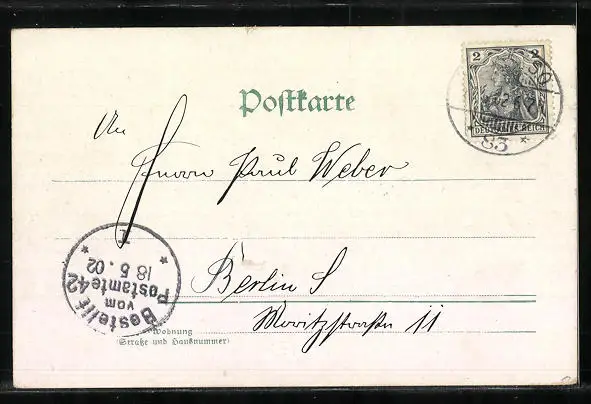 Postkarte
2 2
DEUTSCHES REICH
83 *
An
Herrn Paul Weber
Berlin S
Moritzstraße 11
Wohnung
(Straße und Hausnummer)
Bestellt
vom
Postamte 42
18.5.02
* 1 *